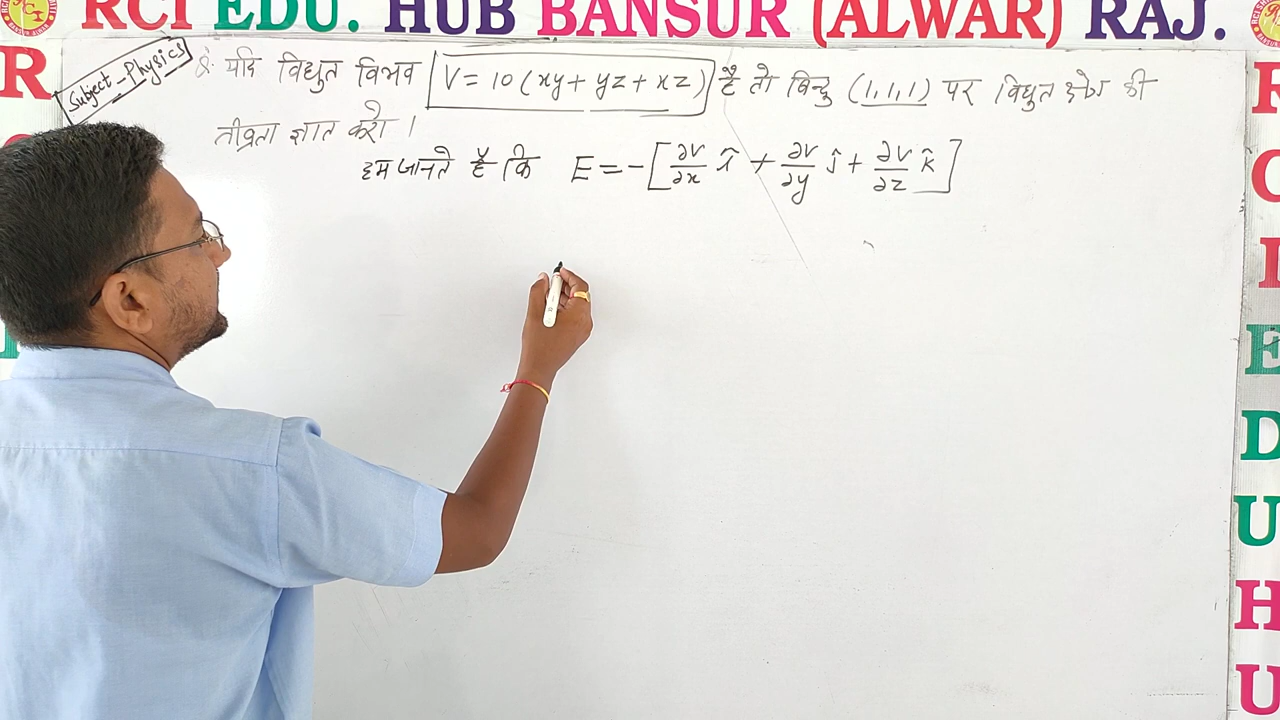 RCI EDU. HUB BANSUR (ALWAR) RAJ.
Subject-Physics
Q. यदि विद्युत विभव V = 10 (xy + yz + xz) है तो बिन्दु (1,1,1) पर विद्युत क्षेत्र की
तीव्रता ज्ञात करो।
हम जानते है कि E = - [∂V/∂x î + ∂V/∂y ĵ + ∂V/∂z k̂]
R
R
C
I
E
D
U
H
U